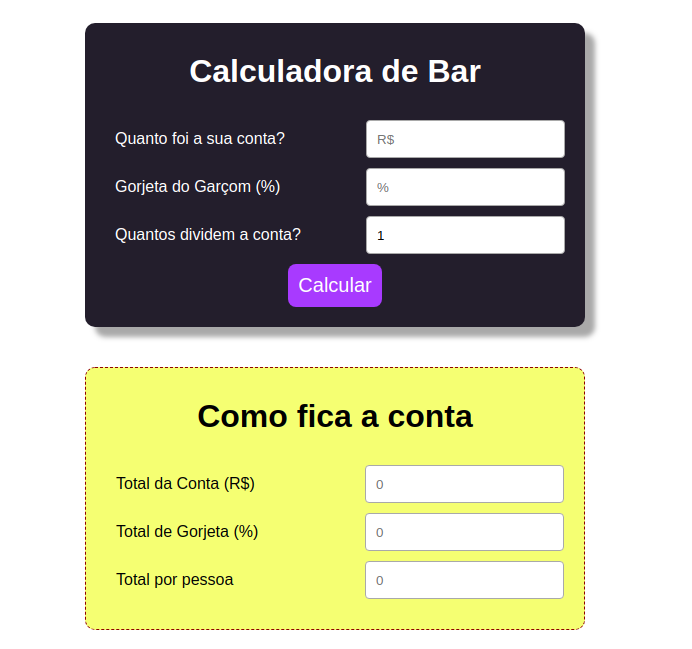 Calculadora de Bar
Quanto foi a sua conta? R$
Gorjeta do Garçom (%) %
Quantos dividem a conta? 1
Calcular
Como fica a conta
Total da Conta (R$) 0
Total de Gorjeta (%) 0
Total por pessoa 0